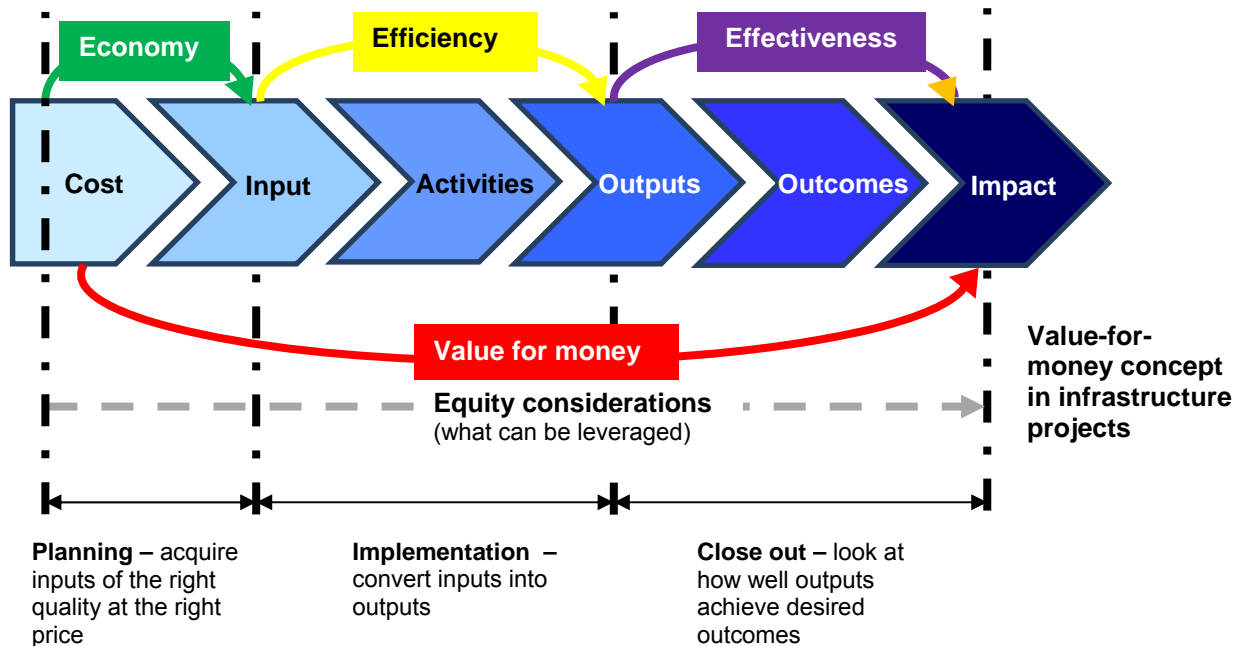 Economy
Efficiency
Effectiveness
Cost
Input
Activities
Outputs
Outcomes
Impact
Value for money
Value-for-
money concept
in infrastructure
projects
Equity considerations
(what can be leveraged)
Planning – acquire
inputs of the right
quality at the right
price
Implementation –
convert inputs into
outputs
Close out – look at
how well outputs
achieve desired
outcomes